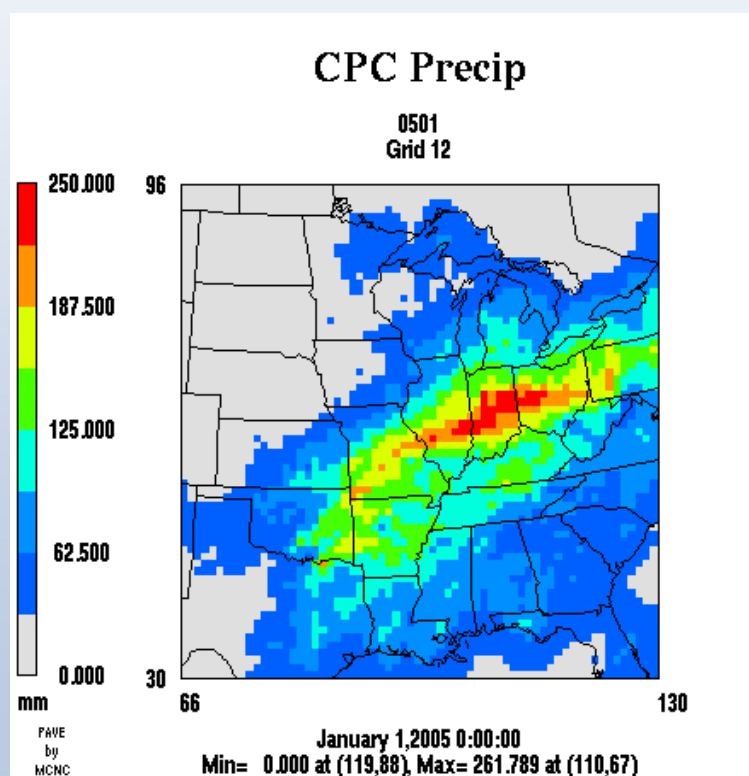 CPC Precip
0501
Grid 12
250.000
187.500
125.000
62.500
0.000
mm
96
30
66
130
PAVE
by
MCNC
January 1,2005 0:00:00
Min= 0.000 at (119,88), Max= 261.789 at (110,67)